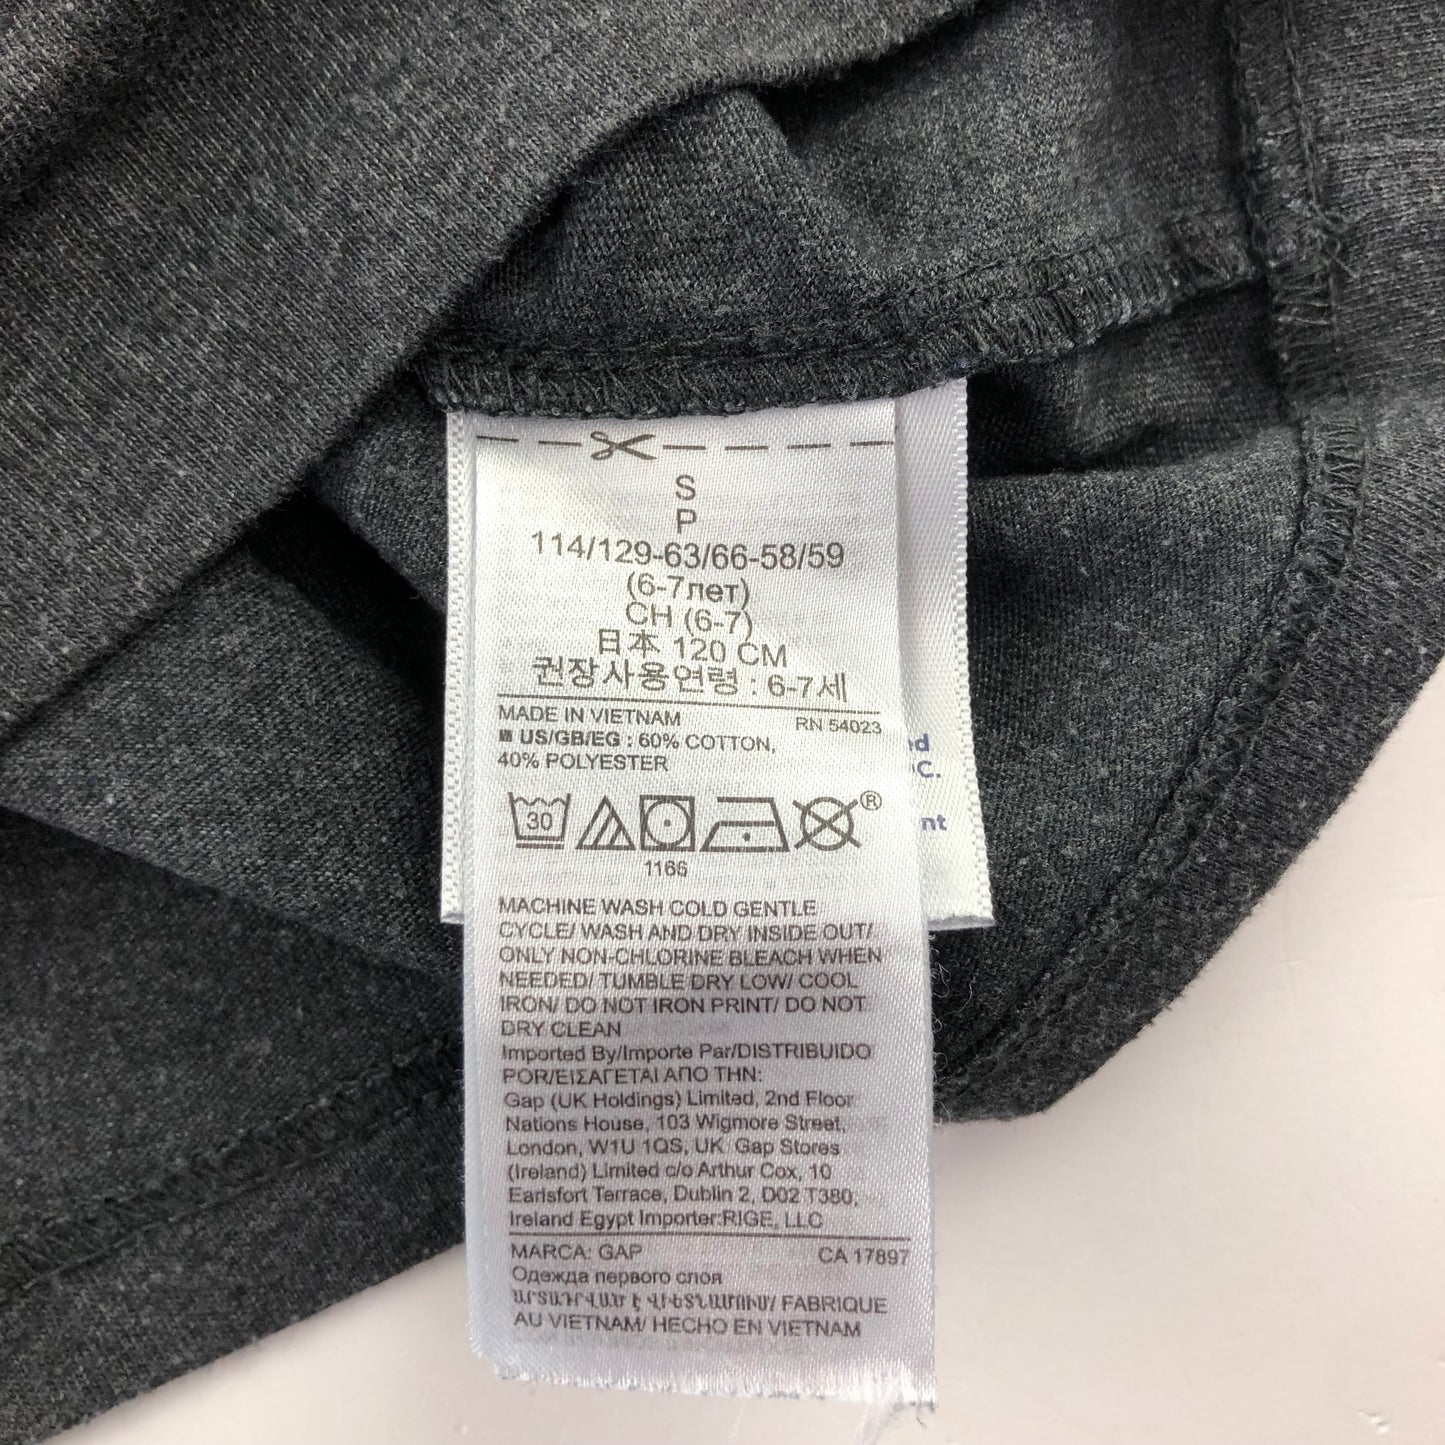 S
P
114/129-63/66-58/59
(6-7лет)
CH (6-7)
日本 120 CM
권장사용연령 : 6-7세
MADE IN VIETNAM RN 54023
US/GB/EG : 60% COTTON,
40% POLYESTER
30 ®
1166
MACHINE WASH COLD GENTLE
CYCLE/ WASH AND DRY INSIDE OUT/
ONLY NON-CHLORINE BLEACH WHEN
NEEDED/ TUMBLE DRY LOW/ COOL
IRON/ DO NOT IRON PRINT/ DO NOT
DRY CLEAN
Imported By/Importe Par/DISTRIBUIDO
POR/ΕΙΣΑΓΕΤΑΙ ΑΠΟ ΤΗΝ:
Gap (UK Holdings) Limited, 2nd Floor
Nations House, 103 Wigmore Street,
London, W1U 1QS, UK Gap Stores
(Ireland) Limited c/o Arthur Cox, 10
Earlsfort Terrace, Dublin 2, D02 T380,
Ireland Egypt Importer:RIGE, LLC
MARCA: GAP CA 17897
Одежда первого слоя
ԱՐՏԱԴՐՎԱԾ Է ՎԻԵՏՆԱՄՈՒՄ/ FABRIQUE
AU VIETNAM/ HECHO EN VIETNAM
ed
C.
nt